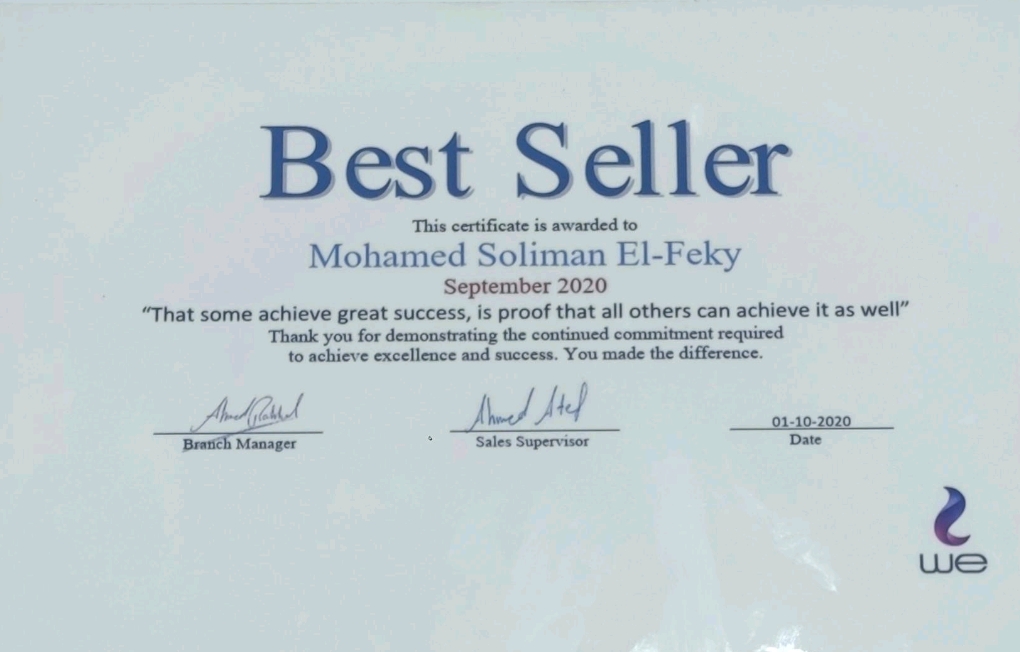 Best Seller
This certificate is awarded to
Mohamed Soliman El-Feky
September 2020
“That some achieve great success, is proof that all others can achieve it as well”
Thank you for demonstrating the continued commitment required
to achieve excellence and success. You made the difference.
Ahmed Atef
01-10-2020
Branch Manager
Sales Supervisor
Date
we